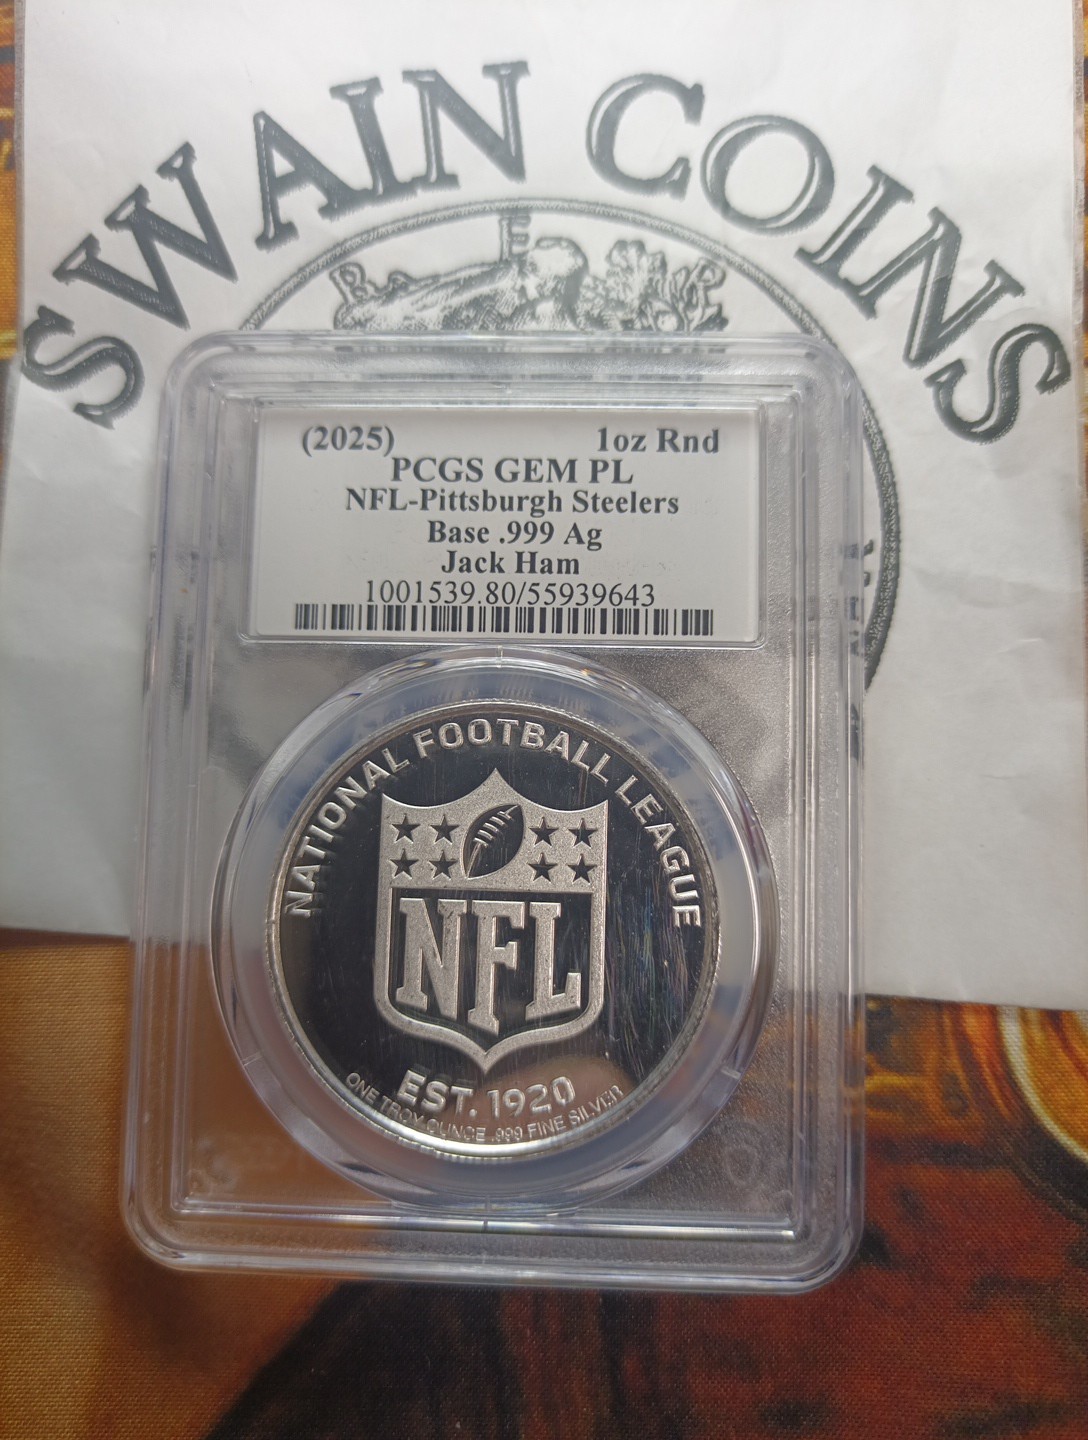 SWAIN COINS
(2025) 1oz Rnd
PCGS GEM PL
NFL-Pittsburgh Steelers
Base .999 Ag
Jack Ham
1001539.80/55939643
NATIONAL FOOTBALL LEAGUE
NFL
EST. 1920
ONE TROY OUNCE .999 FINE SILVER